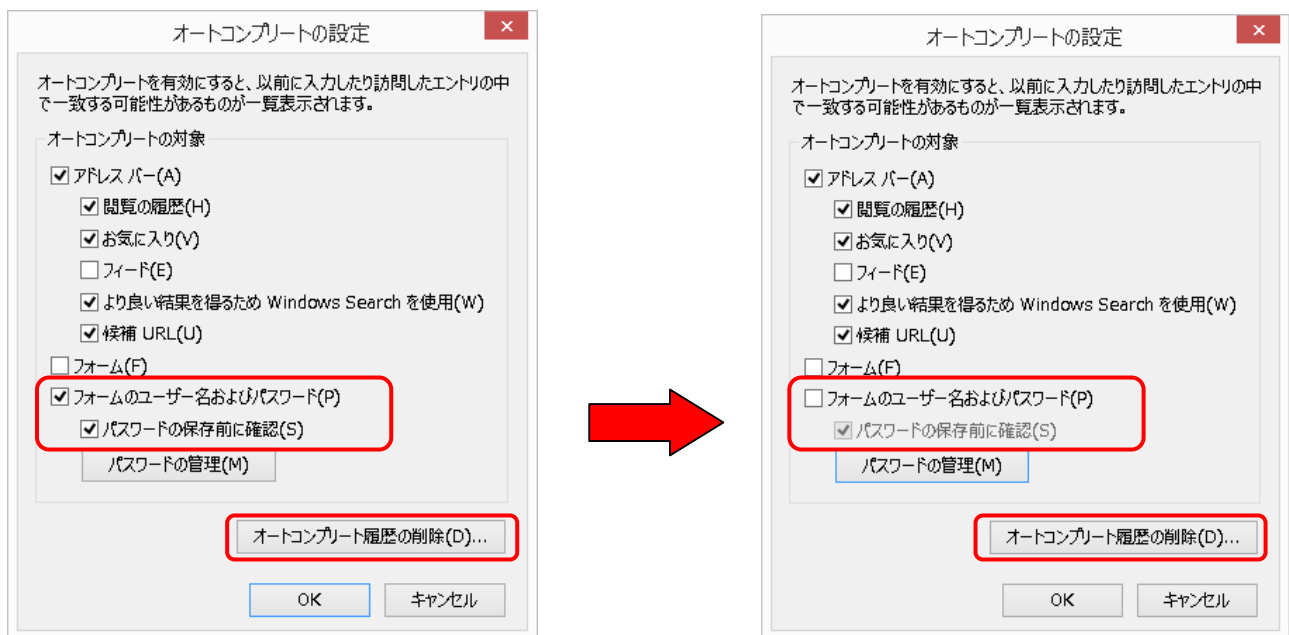 オートコンプリートの設定
オートコンプリートを有効にすると、以前に入力したり訪問したエントリの中
で一致する可能性があるものが一覧表示されます。
オートコンプリートの対象
アドレス バー(A)
閲覧の履歴(H)
お気に入り(V)
フィード(E)
より良い結果を得るため Windows Search を使用(W)
候補 URL(U)
フォーム(F)
フォームのユーザー名およびパスワード(P)
パスワードの保存前に確認(S)
パスワードの管理(M)
オートコンプリート履歴の削除(D)...
OK キャンセル
オートコンプリートの設定
オートコンプリートを有効にすると、以前に入力したり訪問したエントリの中
で一致する可能性があるものが一覧表示されます。
オートコンプリートの対象
アドレス バー(A)
閲覧の履歴(H)
お気に入り(V)
フィード(E)
より良い結果を得るため Windows Search を使用(W)
候補 URL(U)
フォーム(F)
フォームのユーザー名およびパスワード(P)
パスワードの保存前に確認(S)
パスワードの管理(M)
オートコンプリート履歴の削除(D)...
OK キャンセル